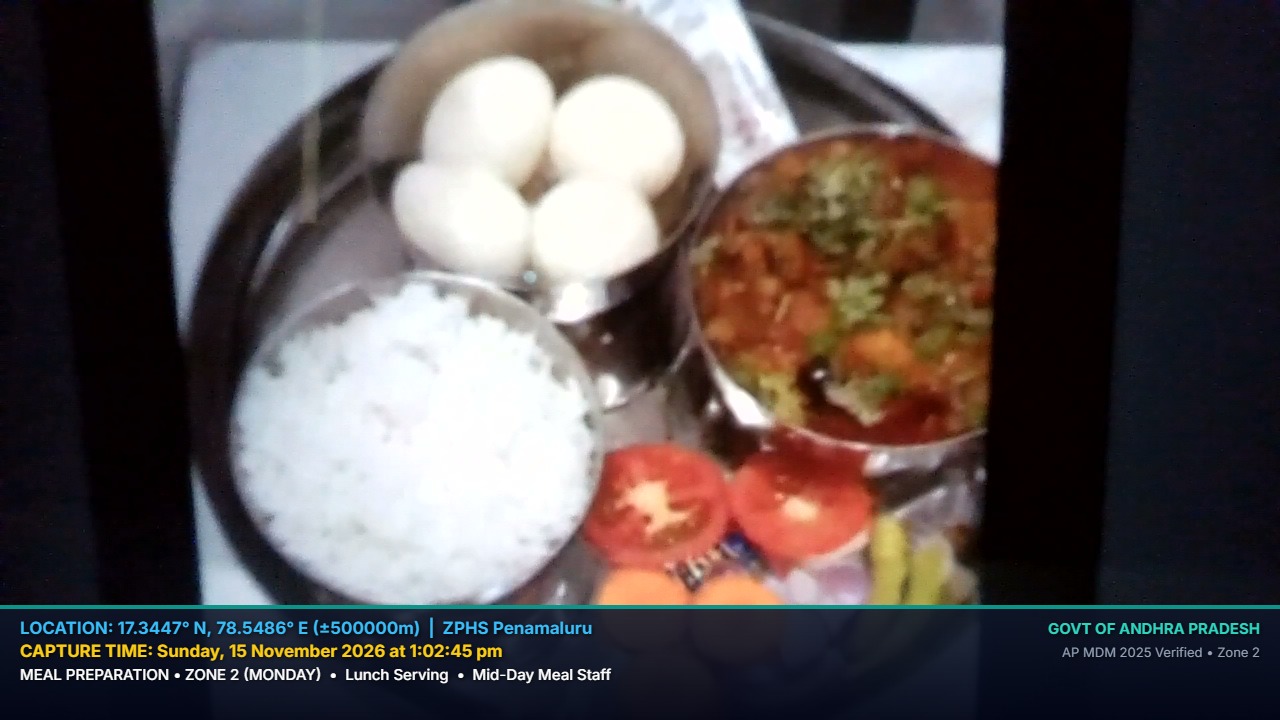 LOCATION: 17.3447° N, 78.5486° E (±500000m) | ZPHS Penamaluru
CAPTURE TIME: Sunday, 15 November 2026 at 1:02:45 pm
MEAL PREPARATION • ZONE 2 (MONDAY) • Lunch Serving • Mid-Day Meal Staff
GOVT OF ANDHRA PRADESH
AP MDM 2025 Verified • Zone 2